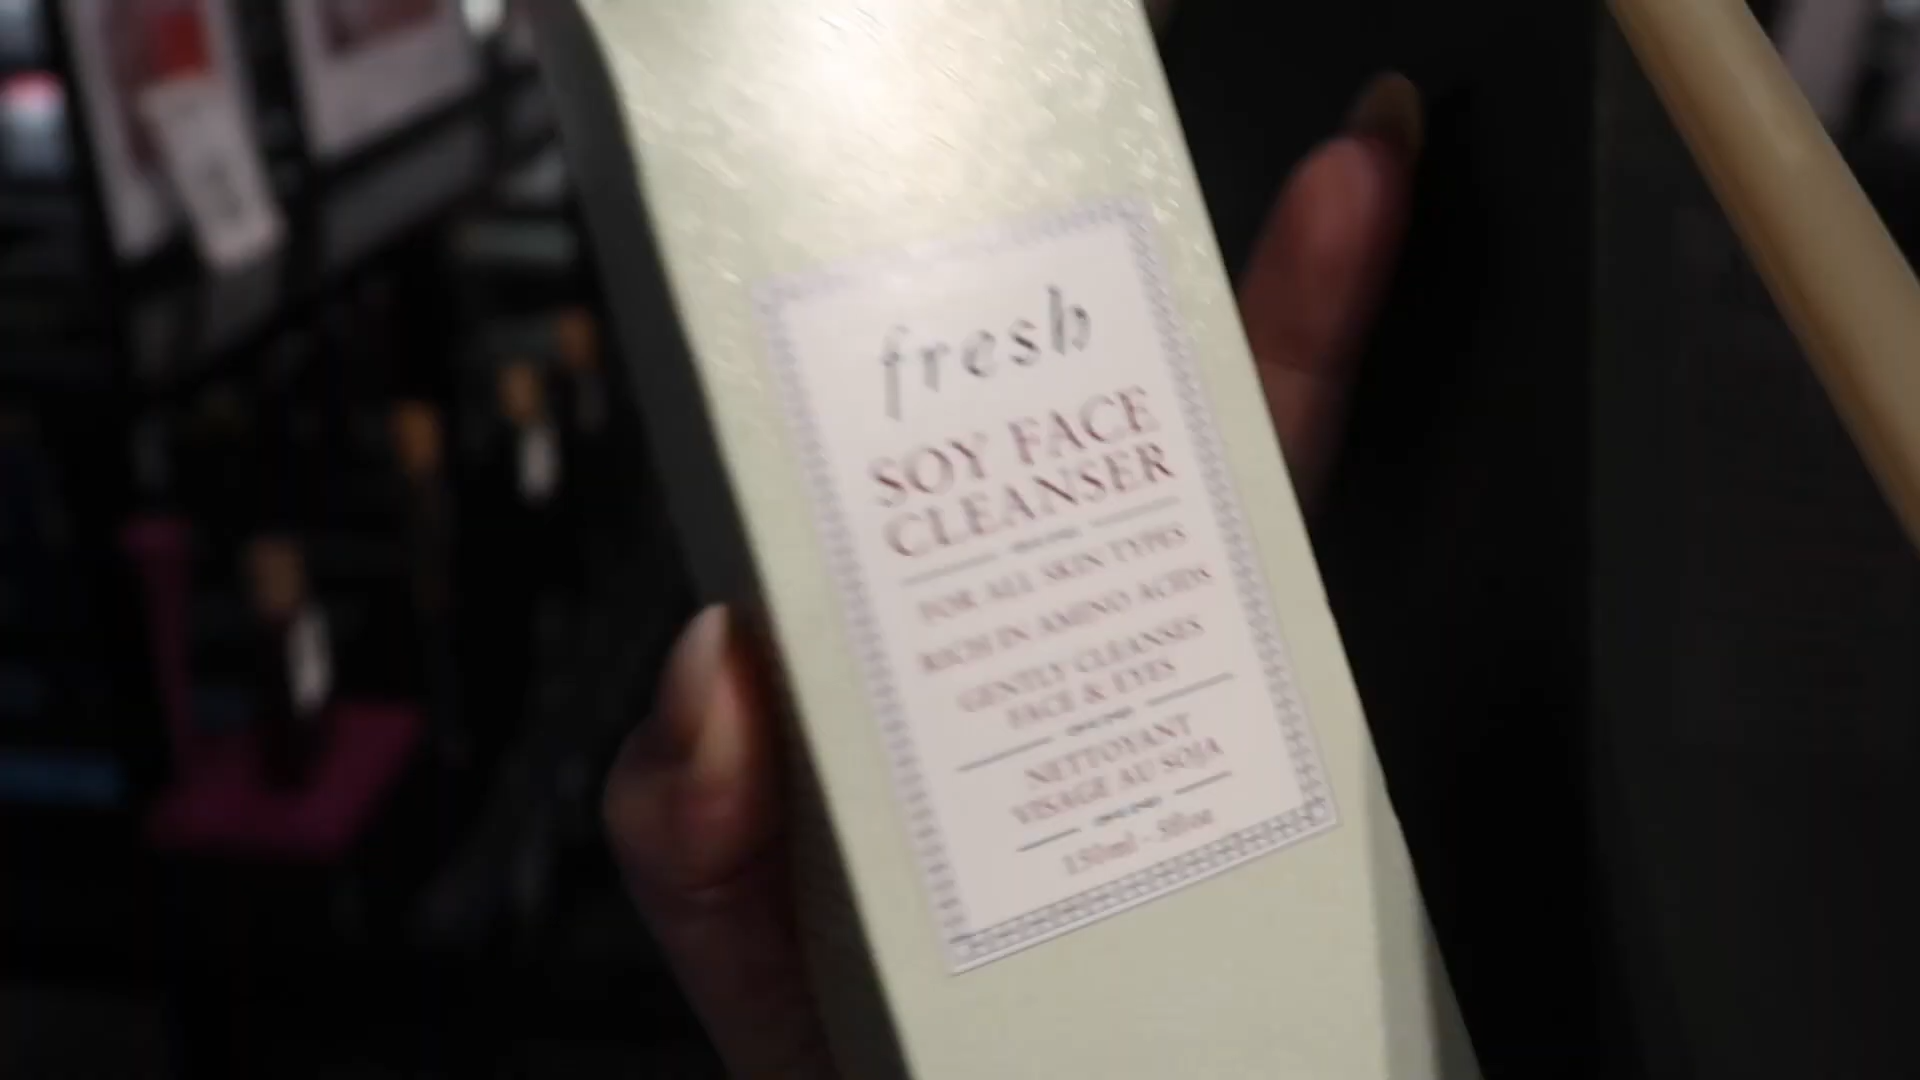 fresh
SOY FACE
CLEANSER
FOR ALL SKIN TYPES
RICH IN AMINO ACIDS
GENTLY CLEANSES
FACE & EYES
NETTOYANT
VISAGE AU SOJA
150ml -